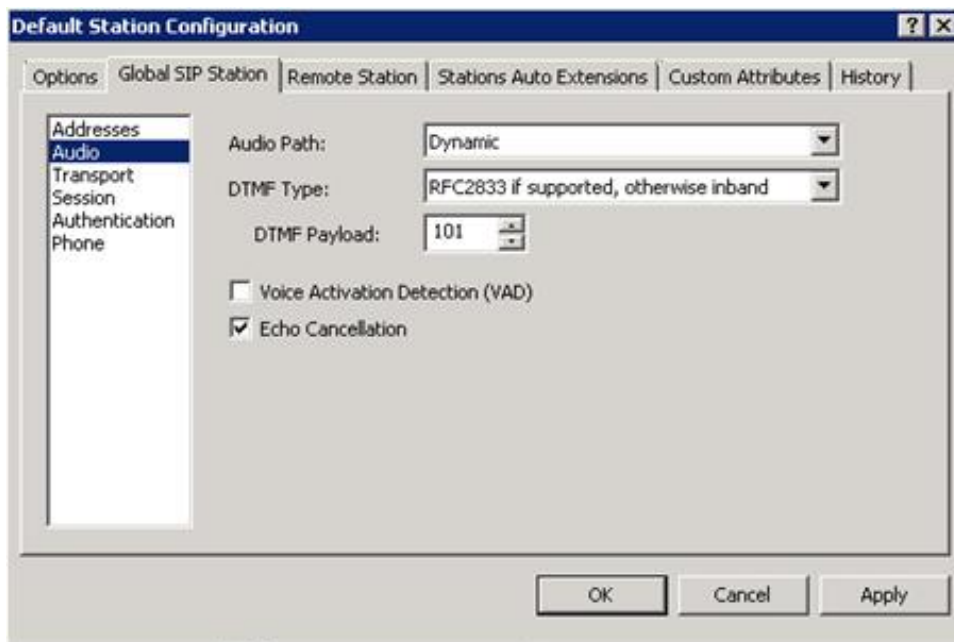 Default Station Configuration
Options
Global SIP Station
Remote Station
Stations Auto Extensions
Custom Attributes
History
Addresses
Audio
Transport
Session
Authentication
Phone
Audio Path:
Dynamic
DTMF Type:
RFC2833 if supported, otherwise inband
DTMF Payload:
101
Voice Activation Detection (VAD)
Echo Cancellation
OK
Cancel
Apply